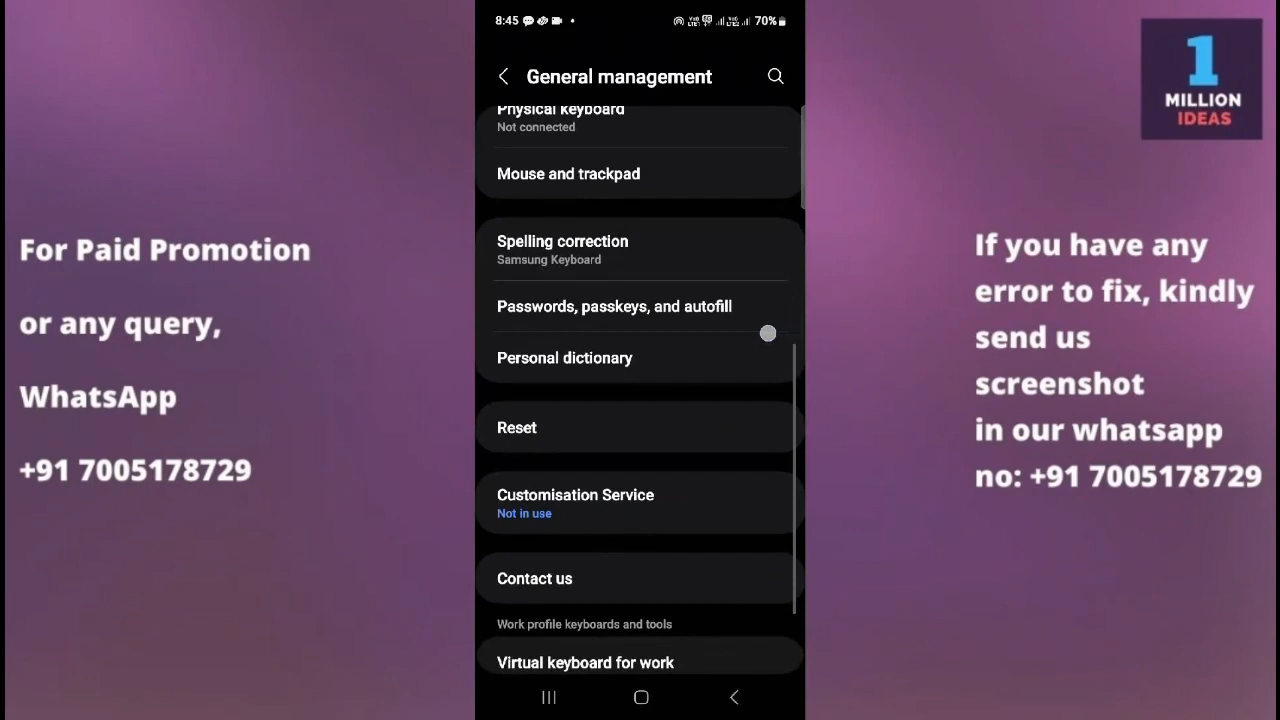 For Paid Promotion
or any query,
WhatsApp
+91 7005178729
8:45
70%
General management
Physical keyboard
Not connected
Mouse and trackpad
Spelling correction
Samsung Keyboard
Passwords, passkeys, and autofill
Personal dictionary
Reset
Customisation Service
Not in use
Contact us
Work profile keyboards and tools
Virtual keyboard for work
1
MILLION
IDEAS
If you have any
error to fix, kindly
send us
screenshot
in our whatsapp
no: +91 7005178729